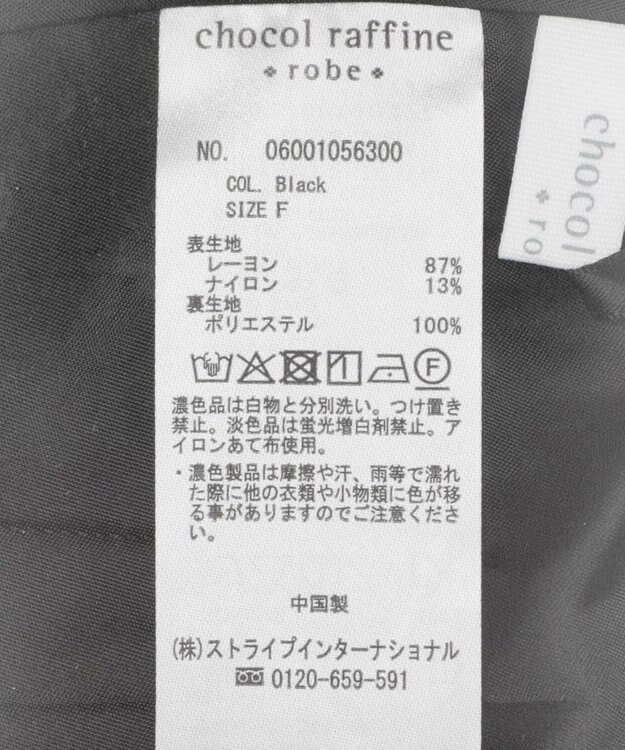 chocol raffine
robe
NO. 06001056300
COL. Black
SIZE F
表生地
レーヨン 87%
ナイロン 13%
裏生地
ポリエステル 100%
F
濃色品は白物と分別洗い。つけ置き
禁止。淡色品は蛍光増白剤禁止。ア
イロンあて布使用。
・濃色製品は摩擦や汗、雨等で濡れ
た際に他の衣類や小物類に色が移
る事がありますのでご注意くださ
い。
中国製
(株)ストライプインターナショナル
0120-659-591
chocol
ro